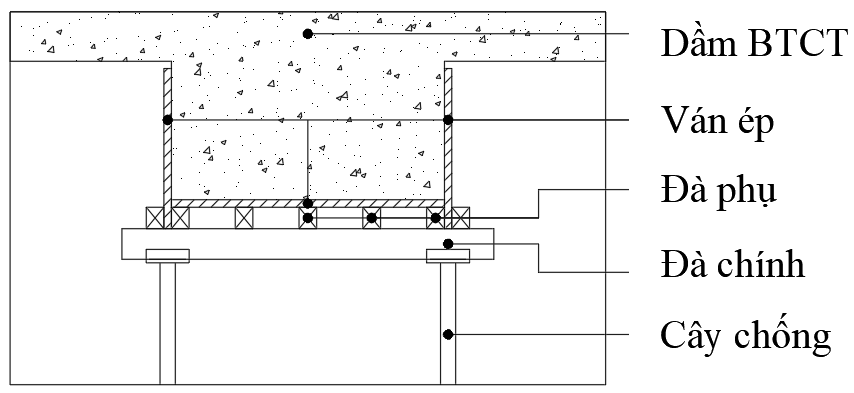 Dầm BTCT
Ván ép
Đà phụ
Đà chính
Cây chống